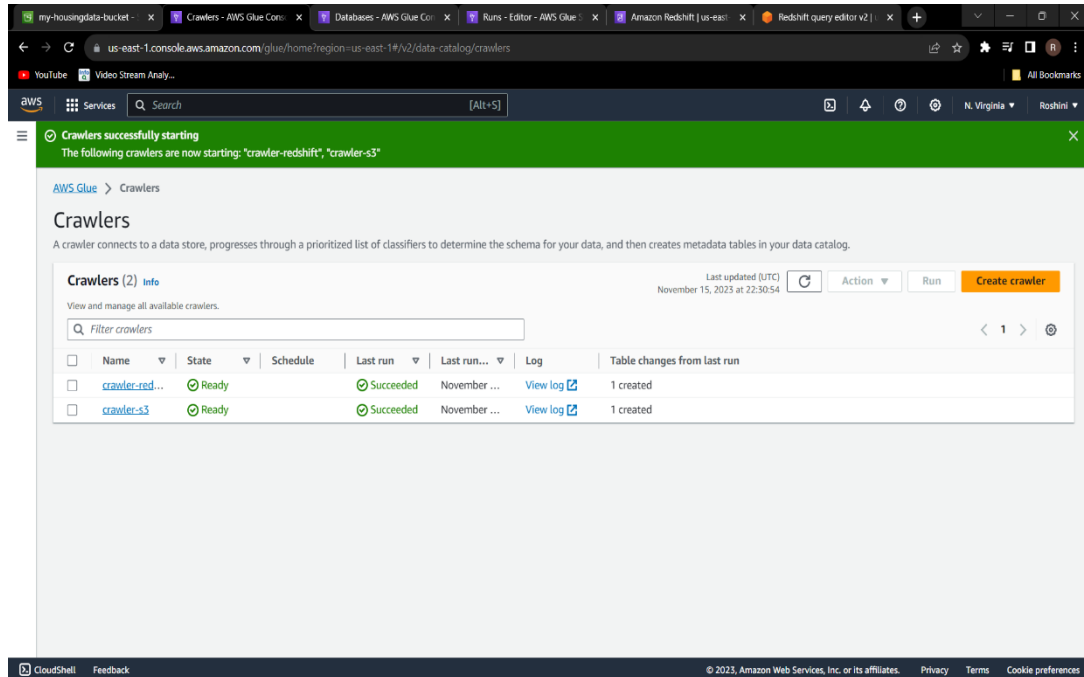 my-housingdata-bucket -
Crawlers - AWS Glue Cons
Databases - AWS Glue Con
Runs - Editor - AWS Glue S
Amazon Redshift | us-east-
Redshift query editor v2 |
us-east-1.console.aws.amazon.com/glue/home?region=us-east-1#/v2/data-catalog/crawlers
R
YouTube
Video Stream Analy...
All Bookmarks
aws
Services
Search
[Alt+S]
N. Virginia
Roshini
Crawlers successfully starting
The following crawlers are now starting: "crawler-redshift", "crawler-s3"
AWS Glue > Crawlers
Crawlers
A crawler connects to a data store, progresses through a prioritized list of classifiers to determine the schema for your data, and then creates metadata tables in your data catalog.
Crawlers (2) Info
Last updated (UTC)
November 15, 2023 at 22:30:54
Action
Run
Create crawler
View and manage all available crawlers.
Filter crawlers
1
Name State Schedule Last run Last run... Log Table changes from last run
crawler-red... Ready Succeeded November ... View log 1 created
crawler-s3 Ready Succeeded November ... View log 1 created
CloudShell Feedback
© 2023, Amazon Web Services, Inc. or its affiliates. Privacy Terms Cookie preferences